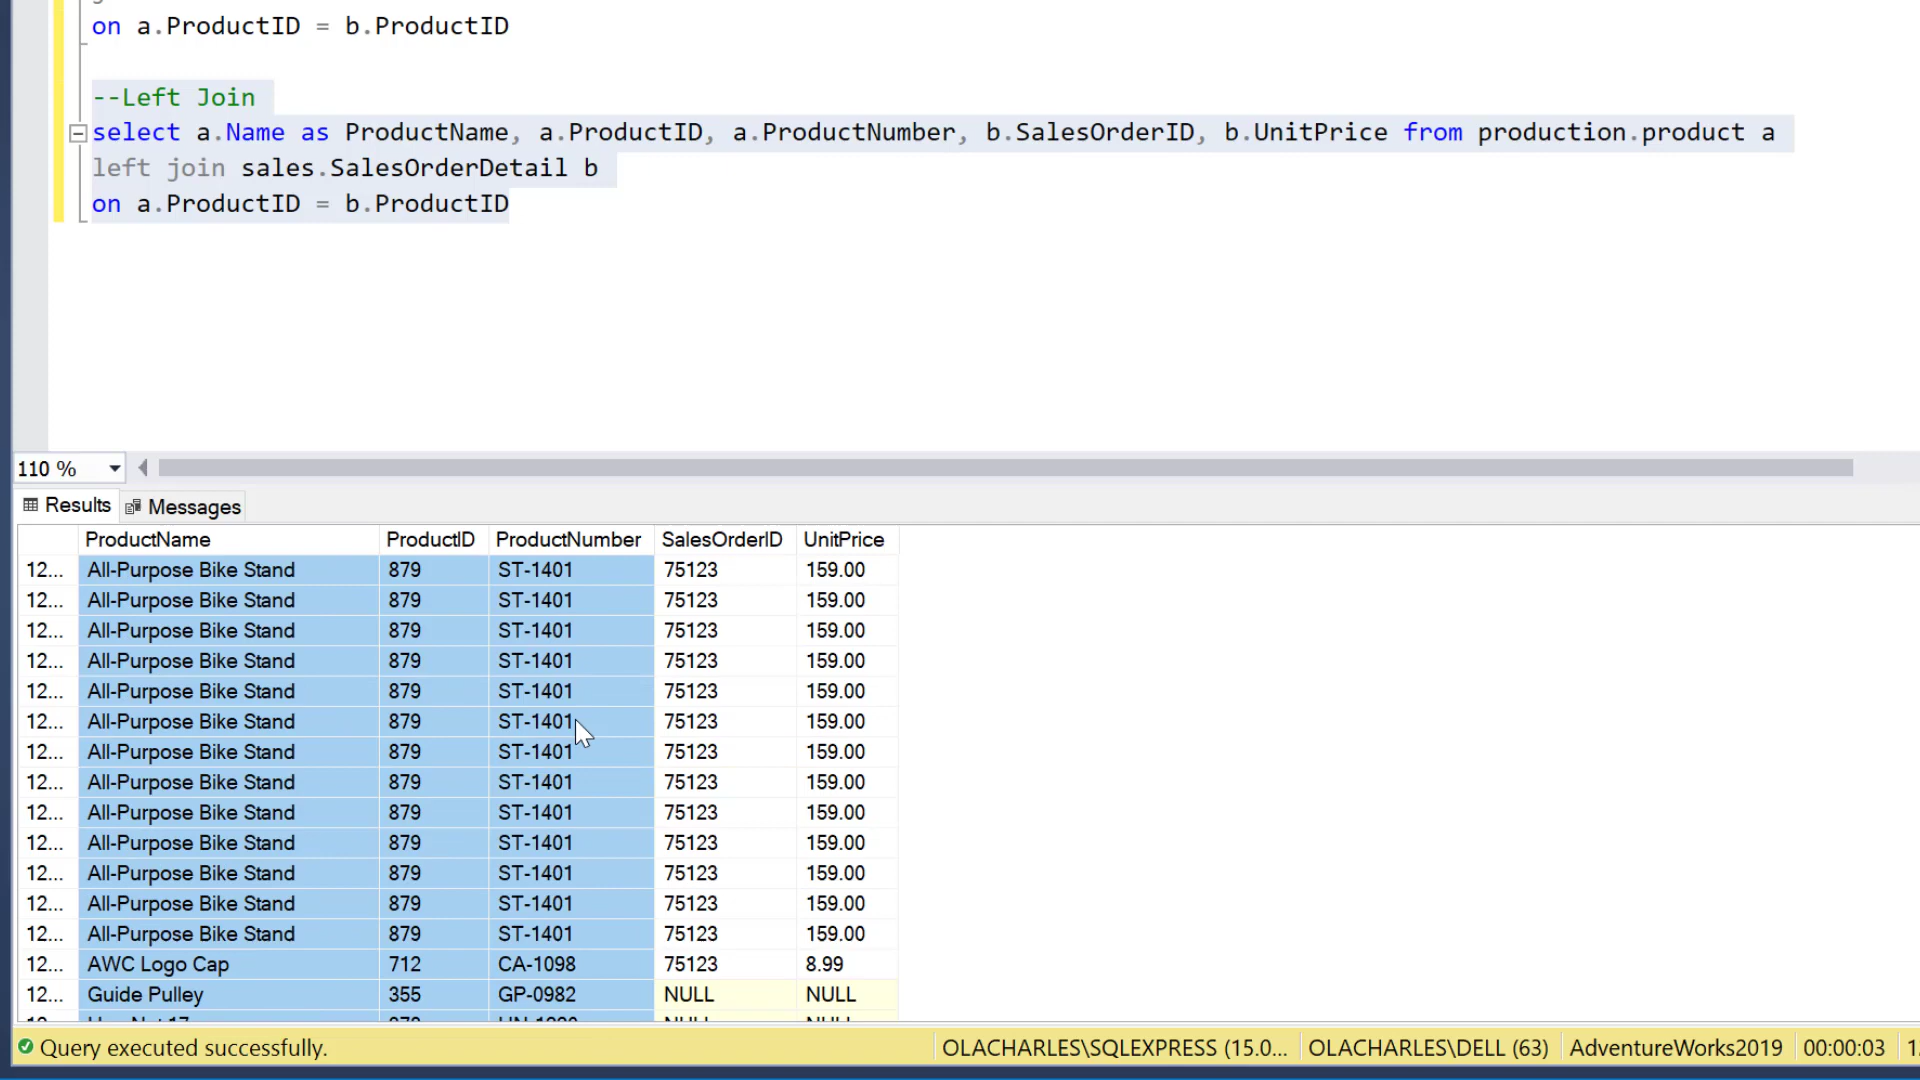 on a.ProductID = b.ProductID
--Left Join
select a.Name as ProductName, a.ProductID, a.ProductNumber, b.SalesOrderID, b.UnitPrice from production.product a
left join sales.SalesOrderDetail b
on a.ProductID = b.ProductID
110 %
Results Messages
ProductName ProductID ProductNumber SalesOrderID UnitPrice
12... All-Purpose Bike Stand 879 ST-1401 75123 159.00
12... All-Purpose Bike Stand 879 ST-1401 75123 159.00
12... All-Purpose Bike Stand 879 ST-1401 75123 159.00
12... All-Purpose Bike Stand 879 ST-1401 75123 159.00
12... All-Purpose Bike Stand 879 ST-1401 75123 159.00
12... All-Purpose Bike Stand 879 ST-1401 75123 159.00
12... All-Purpose Bike Stand 879 ST-1401 75123 159.00
12... All-Purpose Bike Stand 879 ST-1401 75123 159.00
12... All-Purpose Bike Stand 879 ST-1401 75123 159.00
12... All-Purpose Bike Stand 879 ST-1401 75123 159.00
12... All-Purpose Bike Stand 879 ST-1401 75123 159.00
12... All-Purpose Bike Stand 879 ST-1401 75123 159.00
12... All-Purpose Bike Stand 879 ST-1401 75123 159.00
12... AWC Logo Cap 712 CA-1098 75123 8.99
12... Guide Pulley 355 GP-0982 NULL NULL
Query executed successfully. OLACHARLES\SQLEXPRESS (15.0... OLACHARLES\DELL (63) AdventureWorks2019 00:00:03